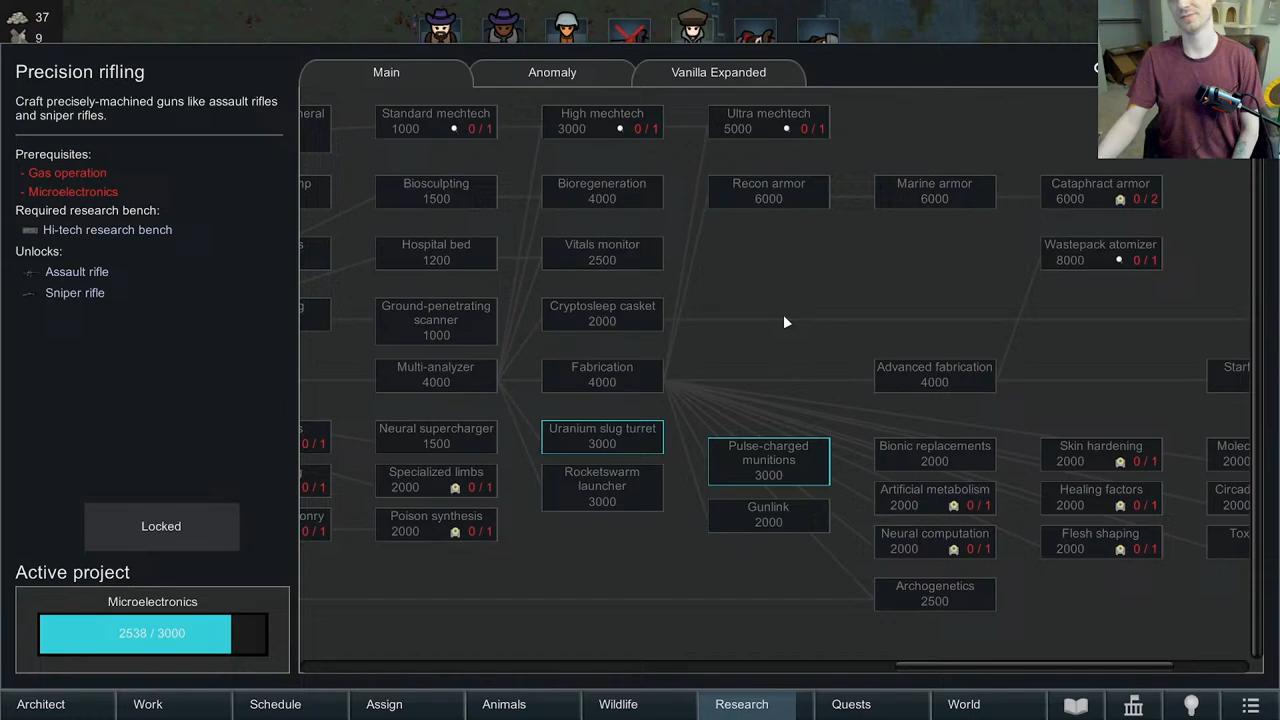 37
9
Precision rifling
Craft precisely-machined guns like assault rifles
and sniper rifles.
Prerequisites:
- Gas operation
- Microelectronics
Required research bench:
Hi-tech research bench
Unlocks:
Assault rifle
Sniper rifle
Locked
Active project
Microelectronics
2538 / 3000
Main
Anomaly
Vanilla Expanded
Standard mechtech
1000 0 / 1
High mechtech
3000 0 / 1
Ultra mechtech
5000 0 / 1
Biosculpting
1500
Bioregeneration
4000
Recon armor
6000
Marine armor
6000
Cataphract armor
6000 0 / 2
Hospital bed
1200
Vitals monitor
2500
Wastepack atomizer
8000 0 / 1
Ground-penetrating
scanner
1000
Cryptosleep casket
2000
Multi-analyzer
4000
Fabrication
4000
Advanced fabrication
4000
Neural supercharger
1500
Uranium slug turret
3000
Pulse-charged
munitions
3000
Bionic replacements
2000
Skin hardening
2000 0 / 1
0 / 1
Specialized limbs
2000 0 / 1
Rocketswarm
launcher
3000
Gunlink
2000
Artificial metabolism
2000 0 / 1
Healing factors
2000 0 / 1
0 / 1
Poison synthesis
2000 0 / 1
Neural computation
2000 0 / 1
Flesh shaping
2000 0 / 1
0 / 1
Archogenetics
2500
2000
2000
Architect
Work
Schedule
Assign
Animals
Wildlife
Research
Quests
World